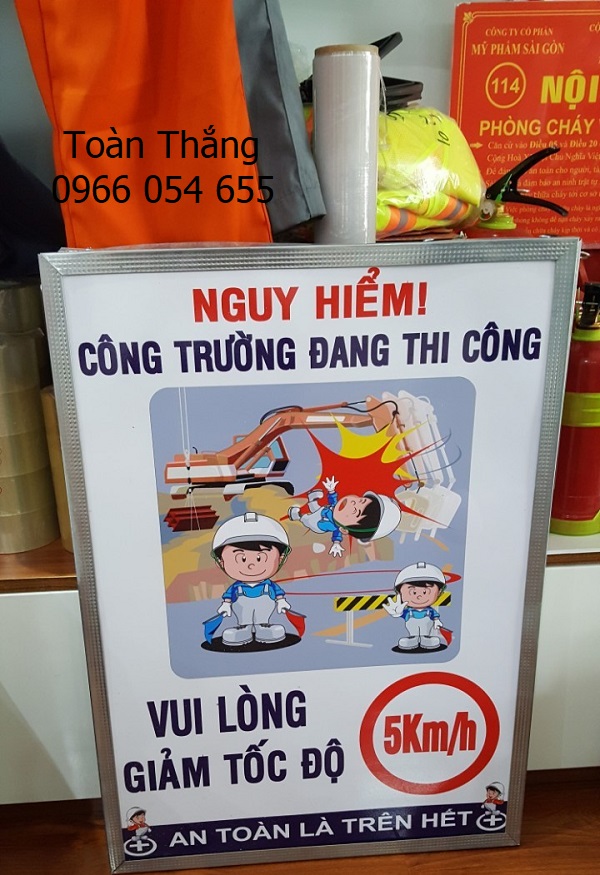 Toàn Thắng
0966 054 655
CÔNG TY CỔ PHẦN
MỸ PHẨM SÀI GÒN
114
NỘI
PHÒNG CHÁY
NGUY HIỂM!
CÔNG TRƯỜNG ĐANG THI CÔNG
VUI LÒNG
GIẢM TỐC ĐỘ
5Km/h
AN TOÀN LÀ TRÊN HẾT